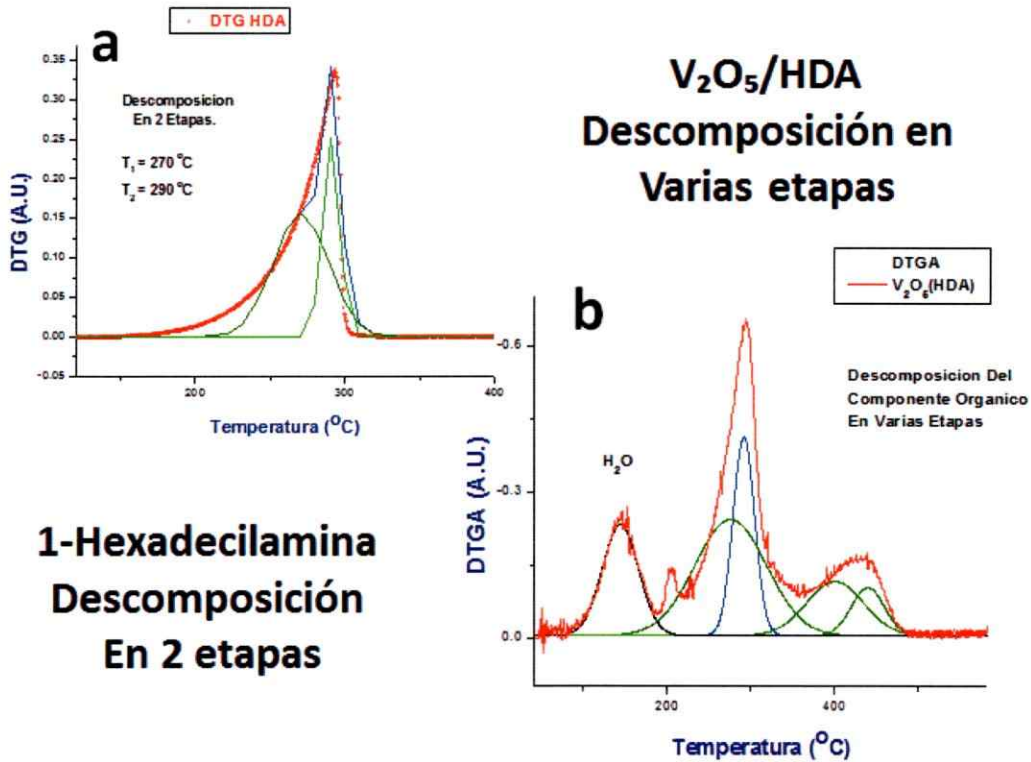 a
DTG HDA
0.35
0.30
0.25
0.20
0.15
0.10
0.05
0.00
-0.05
DTG (A.U.)
Descomposicion
En 2 Etapas.
T₁ = 270 °C
T₂ = 290 °C
200
300
400
Temperatura (°C)
V₂O₅/HDA
Descomposición en
Varias etapas
1-Hexadecilamina
Descomposición
En 2 etapas
b
DTGA
V₂O₅(HDA)
-0.6
-0.3
0.0
DTGA (A.U.)
H₂O
Descomposicion Del
Componente Organico
En Varias Etapas
200
400
Temperatura (°C)